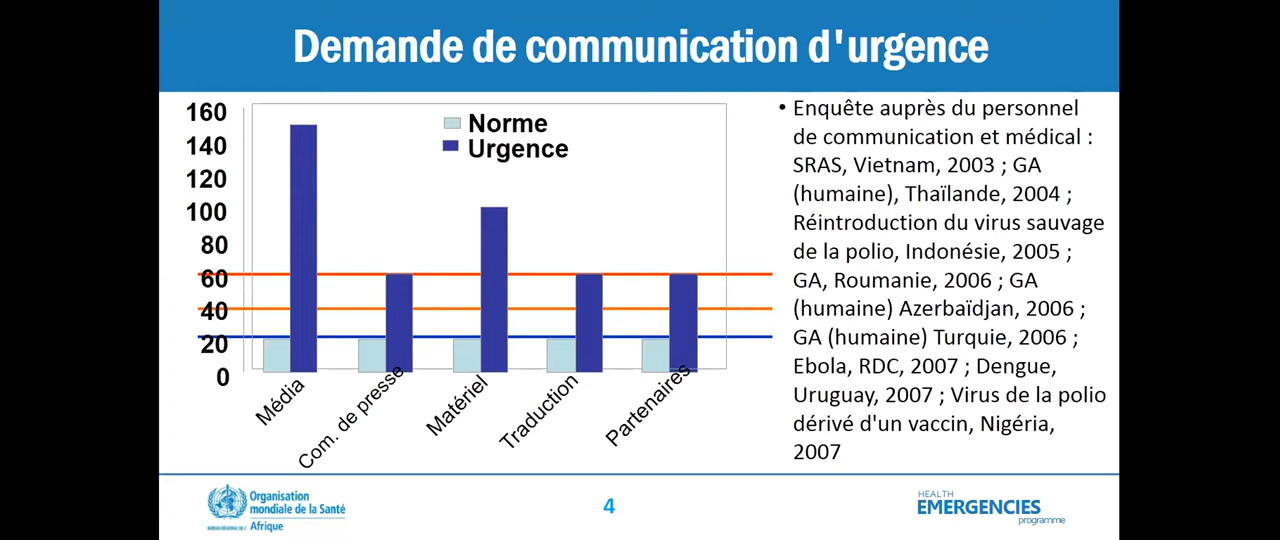 Demande de communication d'urgence
160
140
120
100
80
60
40
20
0
Norme
Urgence
Média
Com. de presse
Matériel
Traduction
Partenaires
• Enquête auprès du personnel
de communication et médical :
SRAS, Vietnam, 2003 ; GA
(humaine), Thaïlande, 2004 ;
Réintroduction du virus sauvage
de la polio, Indonésie, 2005 ;
GA, Roumanie, 2006 ; GA
(humaine) Azerbaïdjan, 2006 ;
GA (humaine) Turquie, 2006 ;
Ebola, RDC, 2007 ; Dengue,
Uruguay, 2007 ; Virus de la polio
dérivé d'un vaccin, Nigéria,
2007
Organisation
mondiale de la Santé
Afrique
4
HEALTH
EMERGENCIES
programme